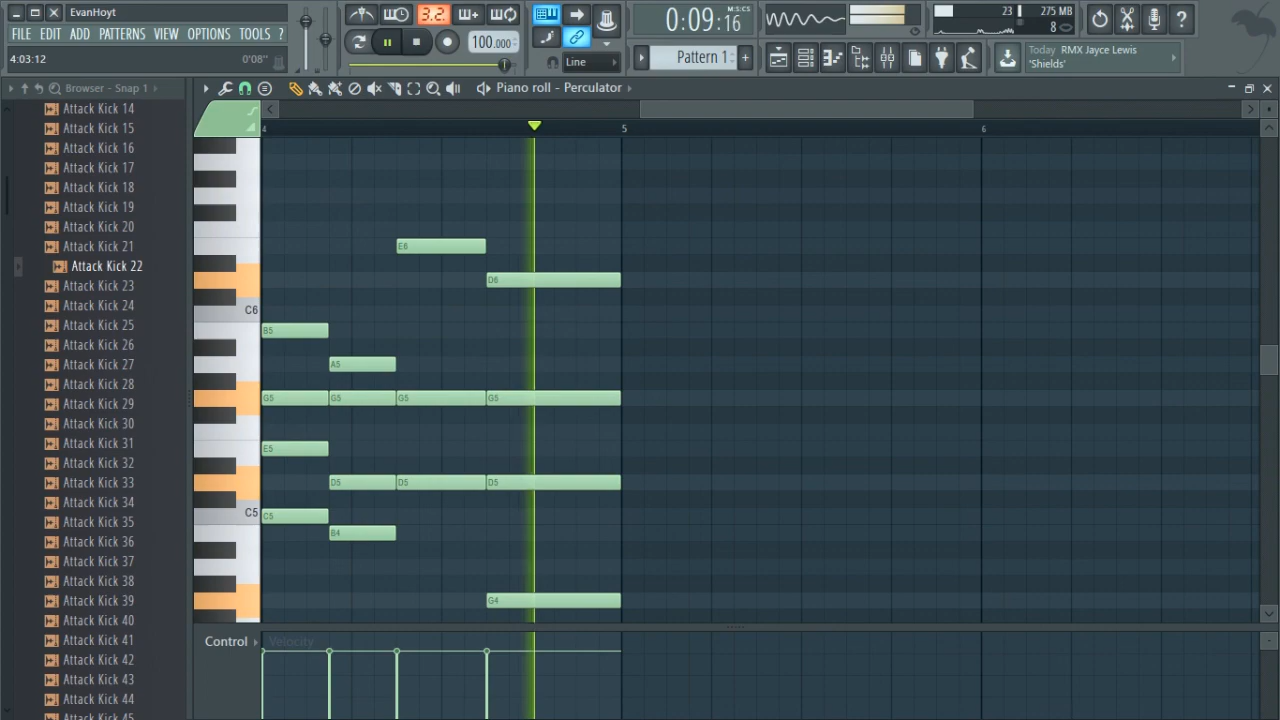 EvanHoyt
FILE EDIT ADD PATTERNS VIEW OPTIONS TOOLS ?
4:03:12
0'08"
3.2.
100.000
Line
0:09:16
M:S:CS
Pattern 1
23
275 MB
8
Today RMX Jayce Lewis
'Shields'
Browser - Snap 1
Piano roll - Perculator
4
5
6
Attack Kick 14
Attack Kick 15
Attack Kick 16
Attack Kick 17
Attack Kick 18
Attack Kick 19
Attack Kick 20
Attack Kick 21
Attack Kick 22
Attack Kick 23
Attack Kick 24
Attack Kick 25
Attack Kick 26
Attack Kick 27
Attack Kick 28
Attack Kick 29
Attack Kick 30
Attack Kick 31
Attack Kick 32
Attack Kick 33
Attack Kick 34
Attack Kick 35
Attack Kick 36
Attack Kick 37
Attack Kick 38
Attack Kick 39
Attack Kick 40
Attack Kick 41
Attack Kick 42
Attack Kick 43
Attack Kick 44
Attack Kick 45
E6
D6
C6
B5
A5
G5 G5 G5 G5
E5
D5 D5 D5
C5
C5
B4
G4
Control
Velocity